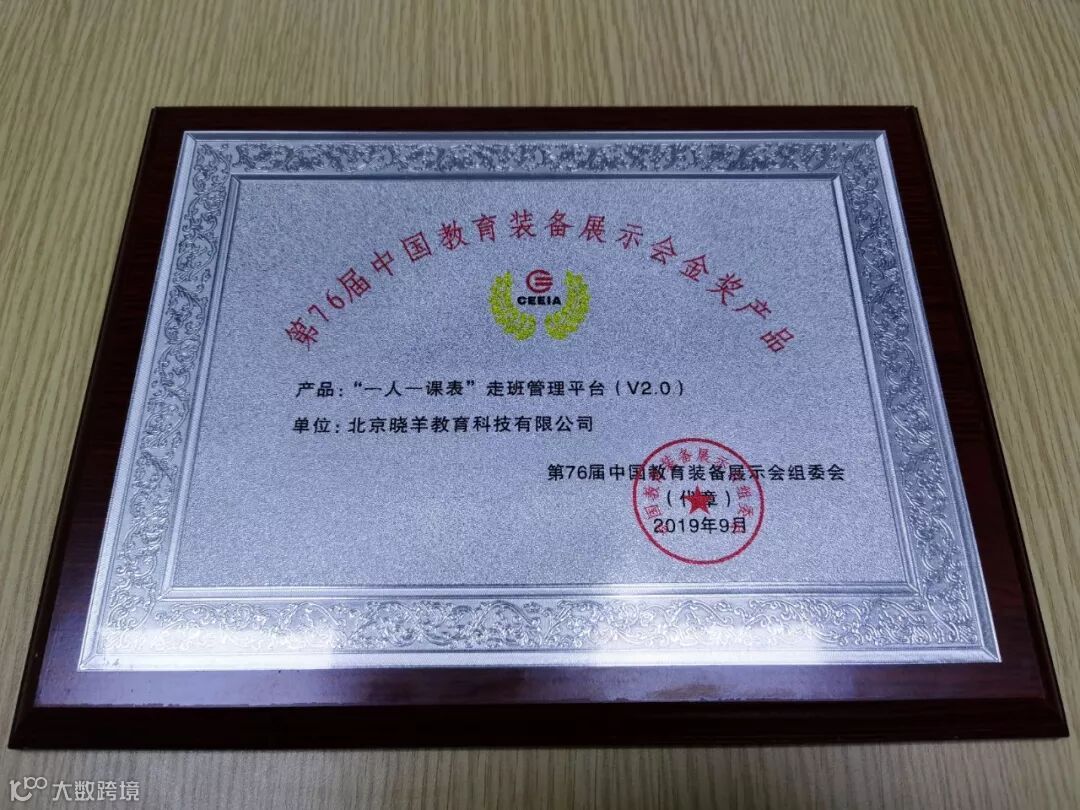 第76届中国教育装备展示会金奖产品
CEEIA
产品：“一人一课表”走班管理平台（V2.0）
单位：北京晓羊教育科技有限公司
第76届中国教育装备展示会组委会
（代章）
2019年9月
大数跨境